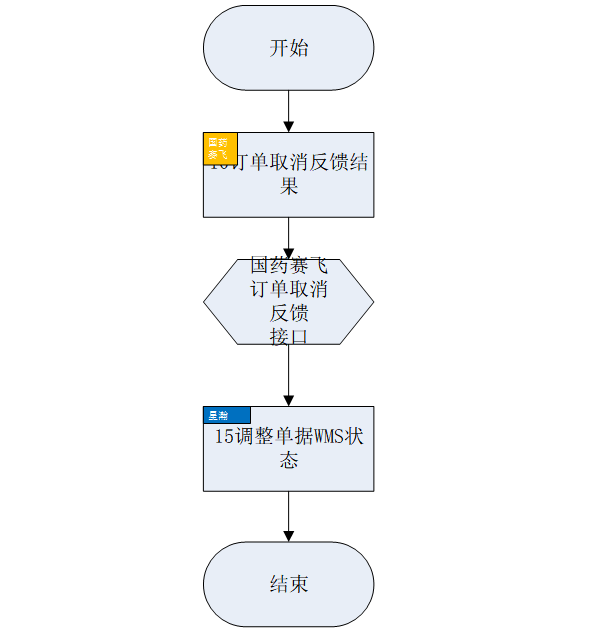 开始
国药
赛飞
10订单取消反馈结
果
国药赛飞
订单取消
反馈
接口
星瀚
15调整单据WMS状
态
结束